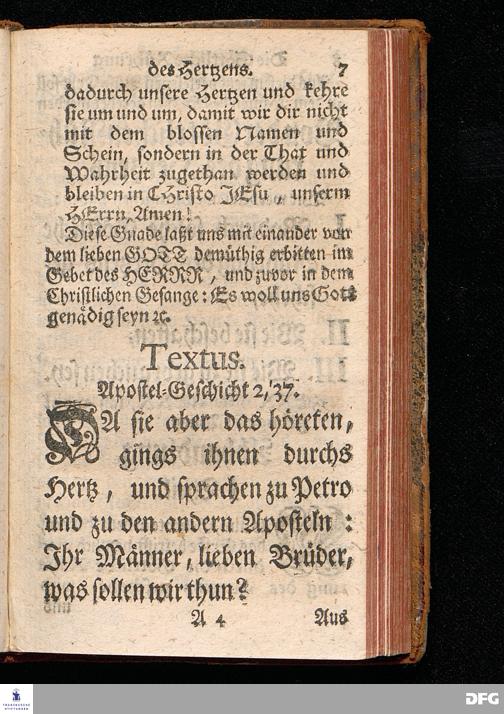 des Hertzens. 7
dadurch unsere Hertzen und kehre
sie um und um, damit wir dir nicht
mit dem blossen Namen und
Schein, sondern in der That und
Wahrheit zugethan werden und
bleiben in CHristo JEsu, unserm
HErrn, Amen!
Diese Gnade laßt uns mit einander von
dem lieben GOTT demüthig erbitten im
Gebet des HERRN, und zuvor in dem
Christlichen Gesange: Es woll uns Gott
genädig seyn ꝛc.
Textus.
Apostel-Geschicht 2, 37.
DA sie aber das höreten,
gings ihnen durchs
Hertz, und sprachen zu Petro
und zu den andern Aposteln:
Ihr Männer, lieben Brüder,
was sollen wir thun?
A 4 Aus
FRANCKESCHE STIFTUNGEN
DFG